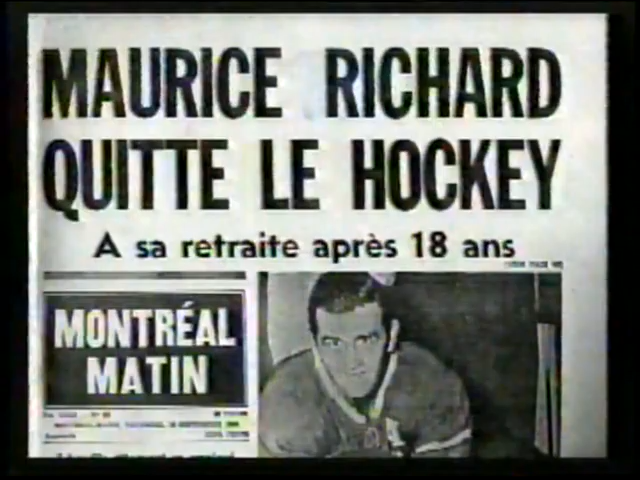 MAURICE RICHARD
QUITTE LE HOCKEY
A sa retraite après 18 ans
MONTRÉAL
MATIN